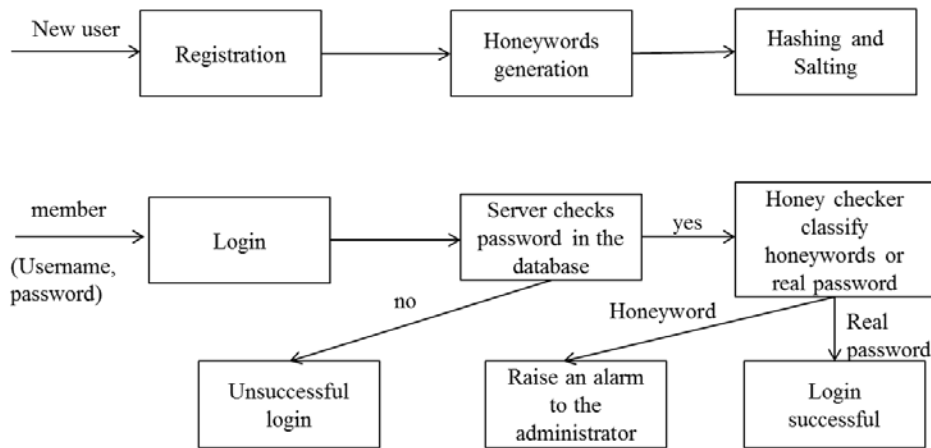 New user
Registration
Honeywords
generation
Hashing and
Salting
member
(Username,
password)
Login
Server checks
password in the
database
yes
Honey checker
classify
honeywords or
real password
no
Honeyword
Real
password
Unsuccessful
login
Raise an alarm
to the
administrator
Login
successful